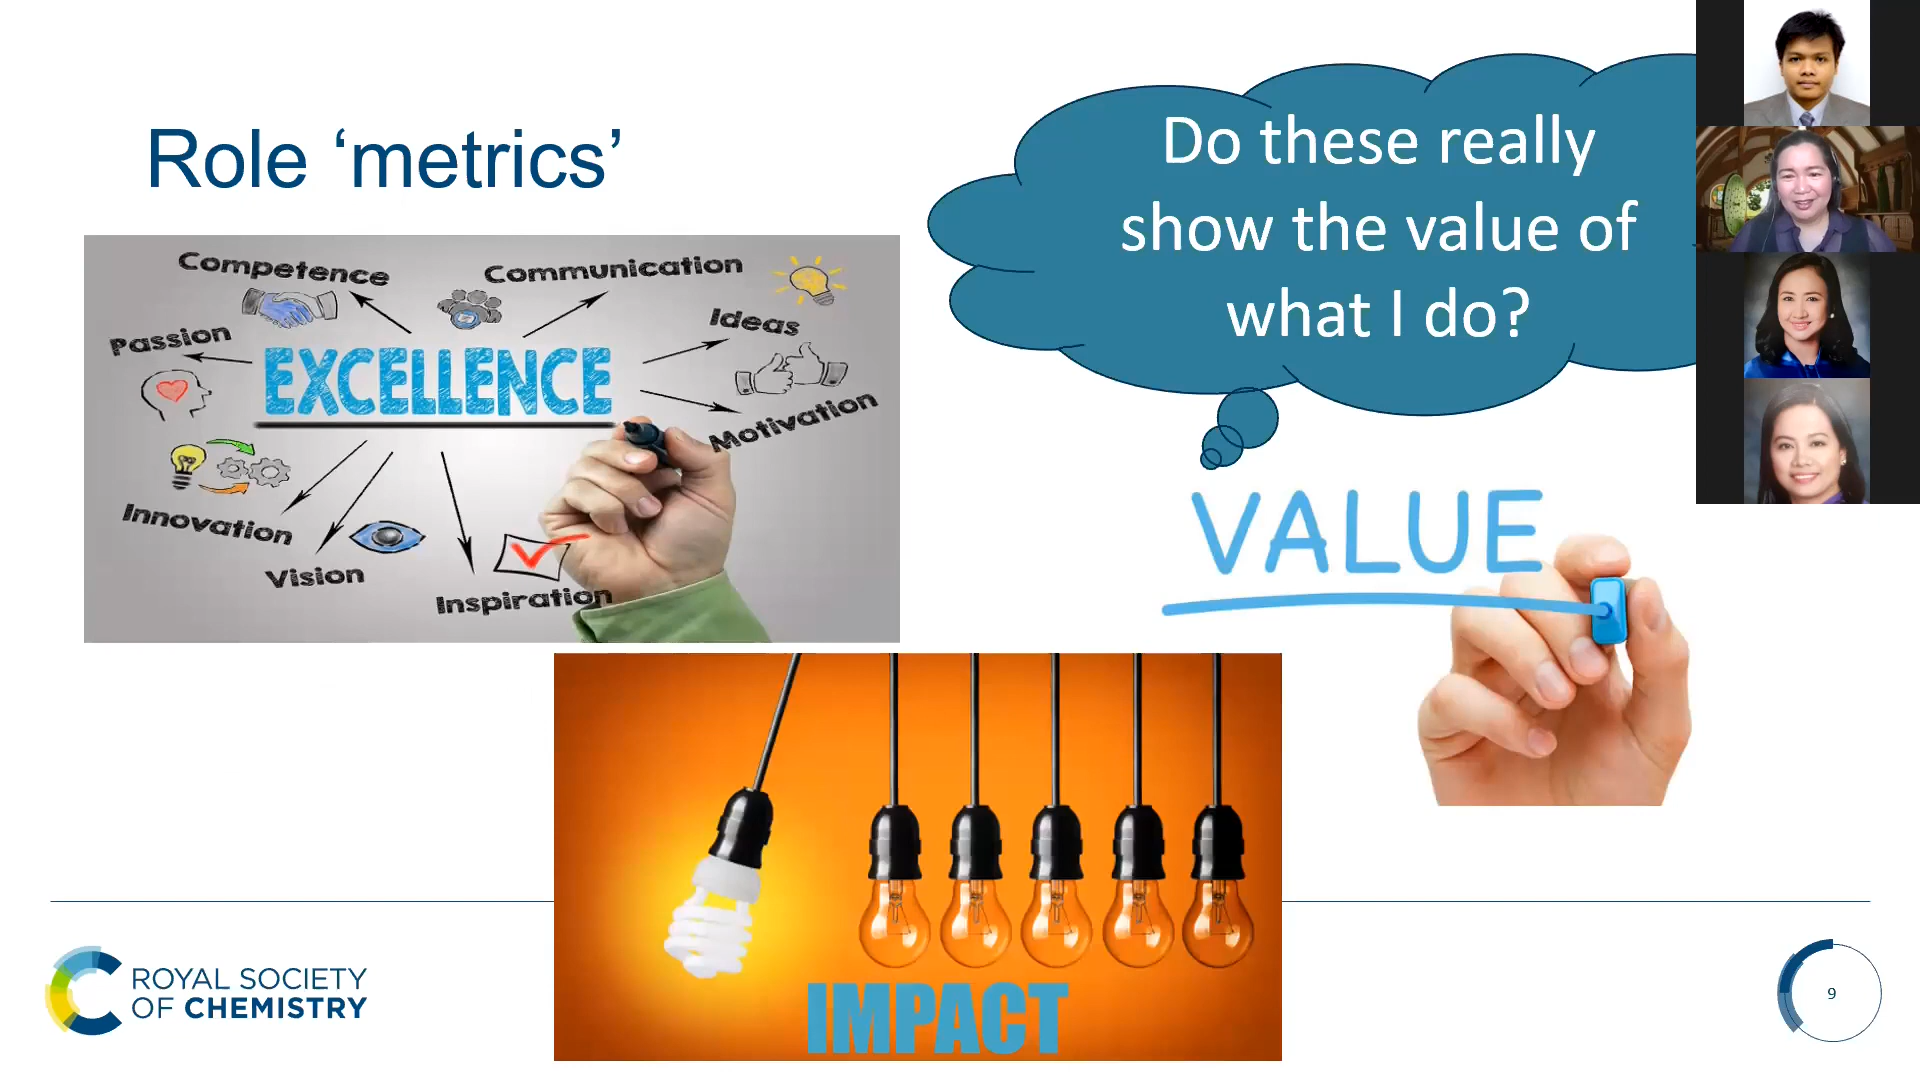 Role ‘metrics’
Do these really
show the value of
what I do?
Competence
Communication
Passion
Ideas
EXCELLENCE
Motivation
Innovation
Vision
Inspiration
VALUE
IMPACT
ROYAL SOCIETY
OF CHEMISTRY
9